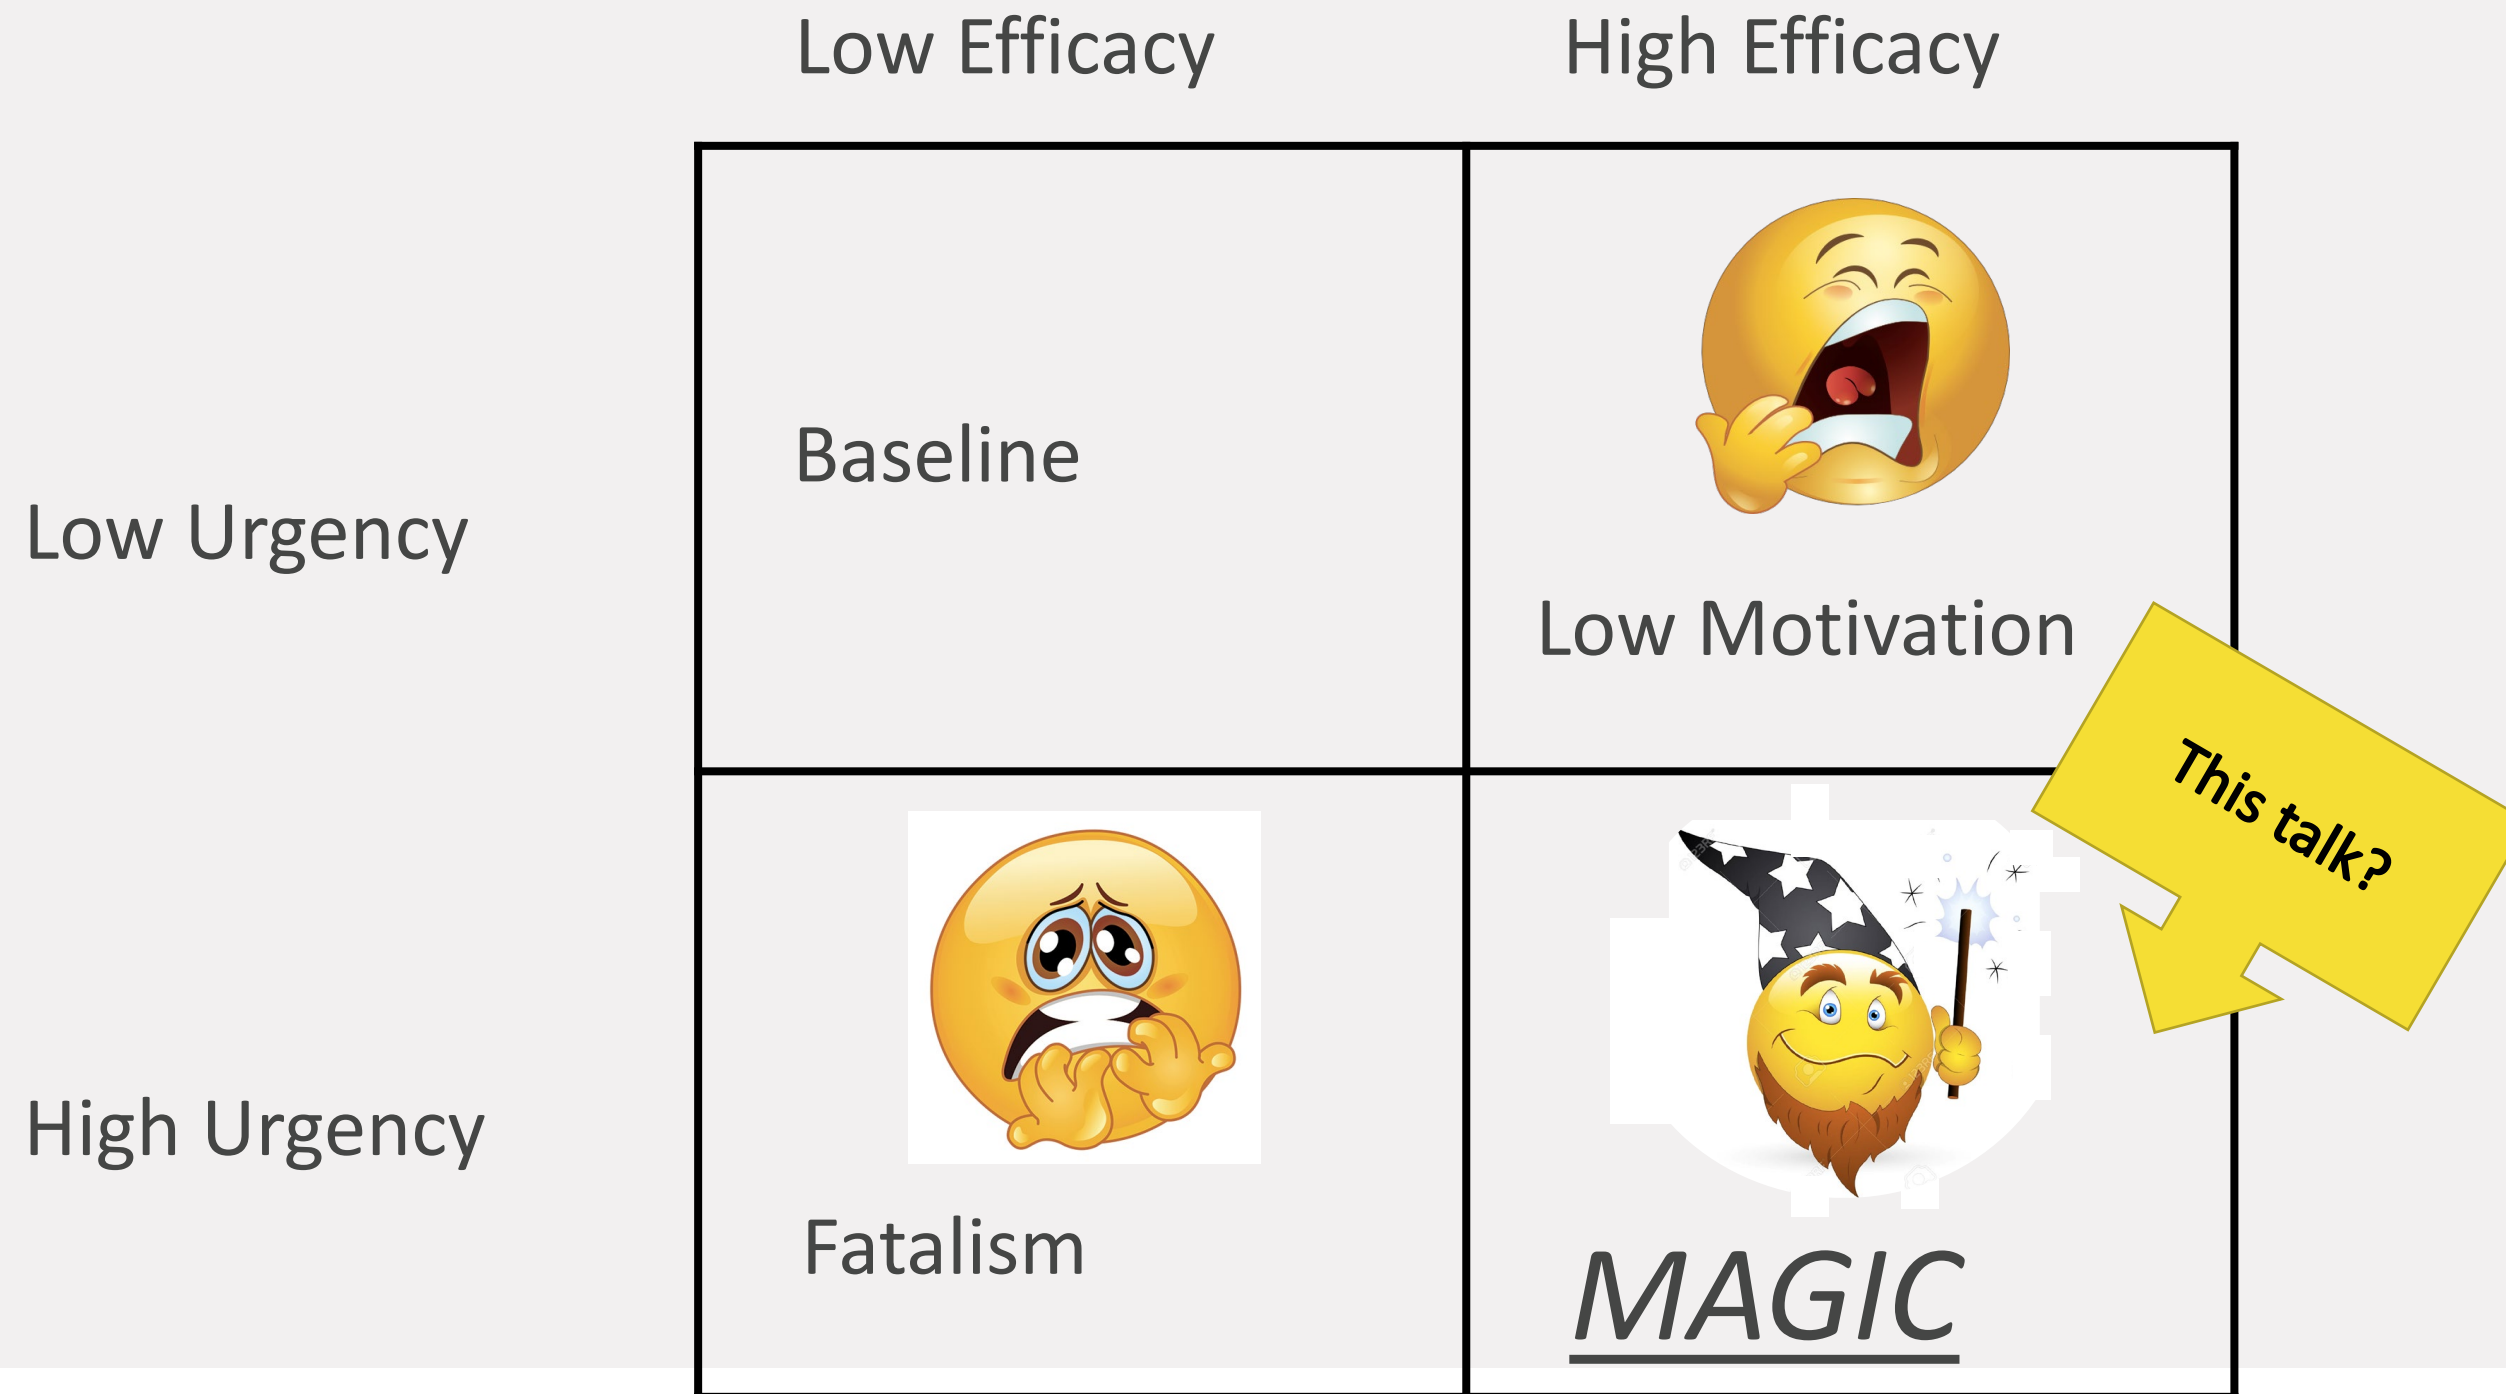 Low Efficacy
High Efficacy
Low Urgency
Baseline
Low Motivation
This talk?
High Urgency
Fatalism
MAGIC